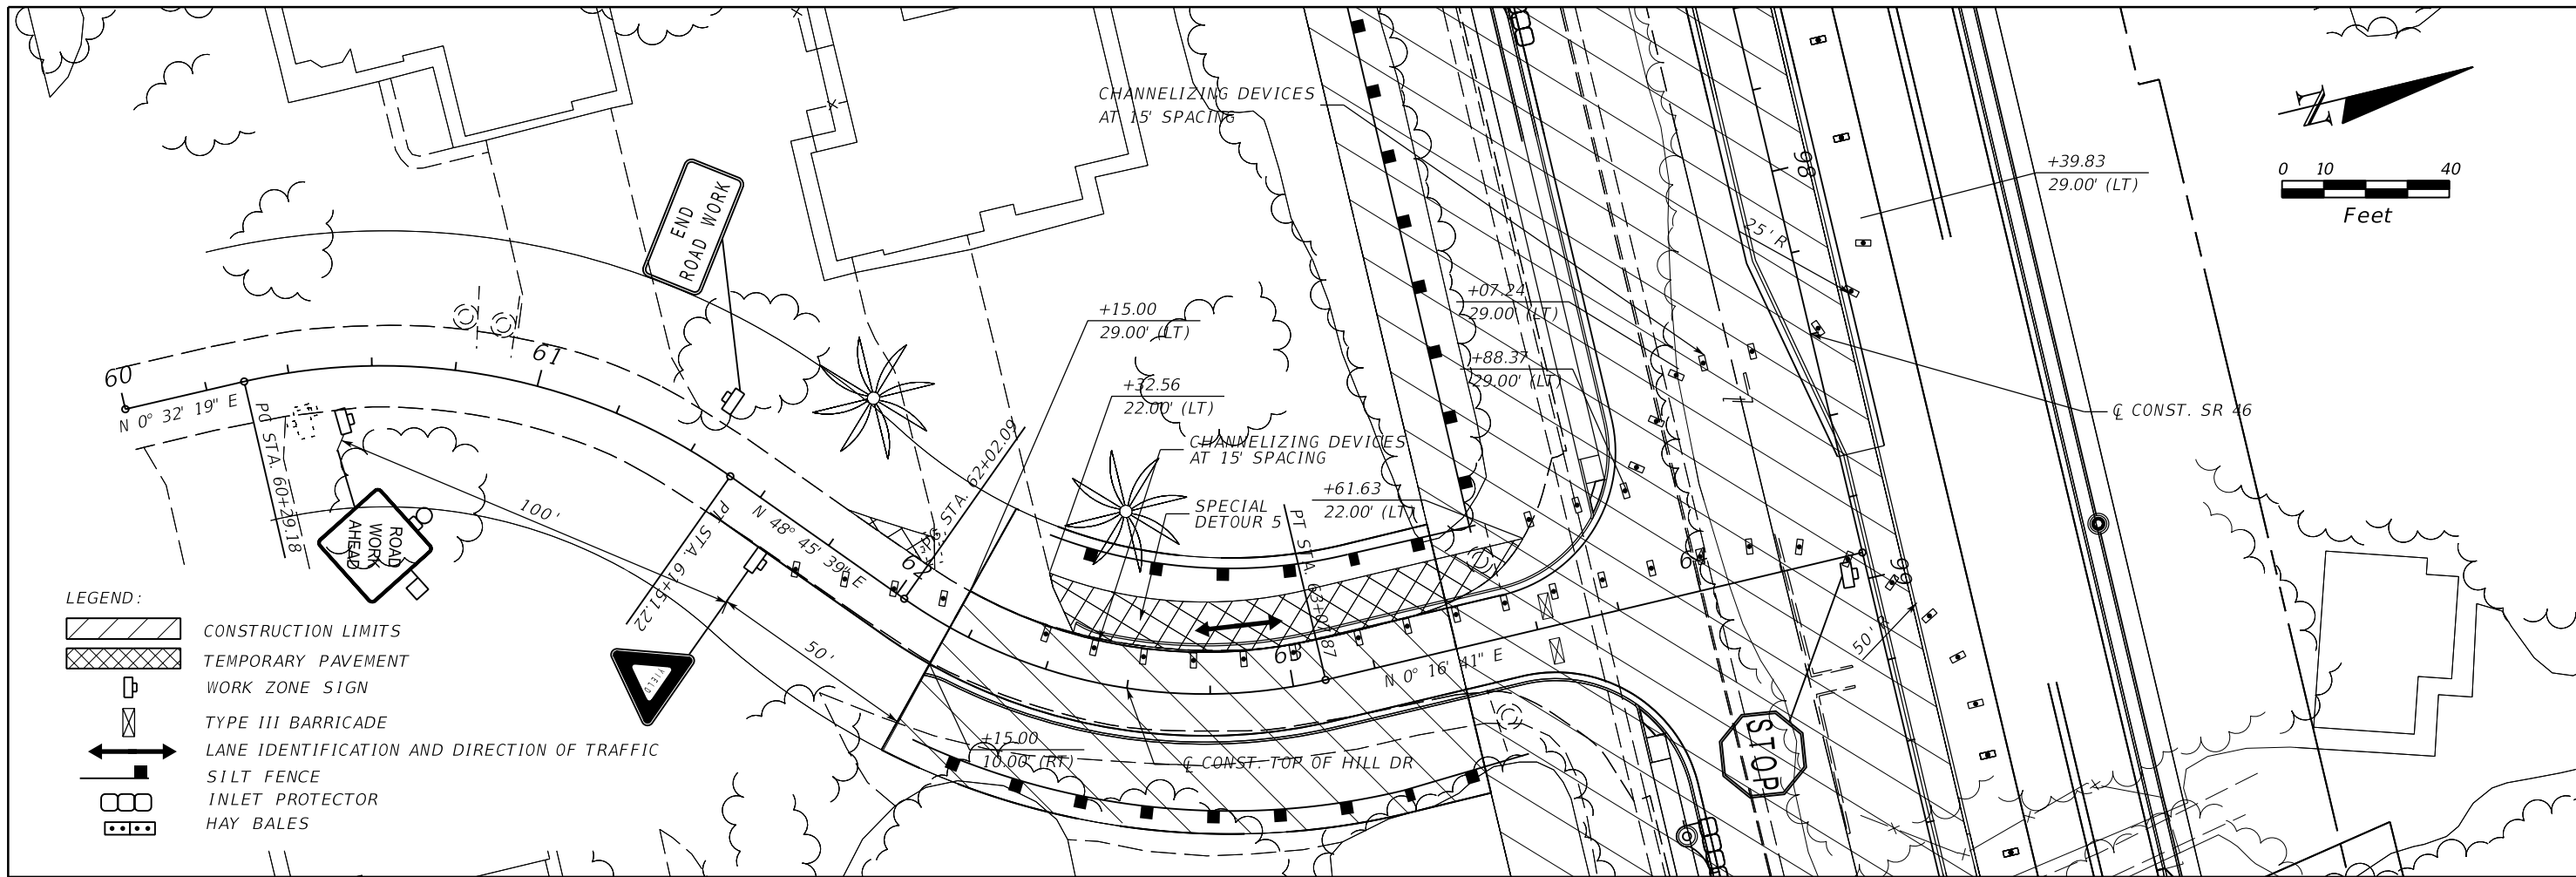 CHANNELIZING DEVICES
AT 15' SPACING
N
0 10 40
Feet
+39.83
29.00' (LT)
98
25' R
END
ROAD WORK
+15.00
29.00' (LT)
+07.24
29.00' (LT)
+88.37
29.00' (LT)
+32.56
22.00' (LT)
℄ CONST. SR 46
60
61
N 0° 32' 19" E
PC STA. 60+29.18
CHANNELIZING DEVICES
AT 15' SPACING
+61.63
22.00' (LT)
SPECIAL
DETOUR 5
100'
ROAD
WORK
AHEAD
PT STA. 61+51.22
N 48° 45' 39" E
PC STA. 62+02.09
62
PT STA. 63+07.87
63
N 0° 16' 41" E
64
99
50' R
50'
YIELD
STOP
+15.00
10.00' (RT)
℄ CONST. TOP OF HILL DR
LEGEND:
CONSTRUCTION LIMITS
TEMPORARY PAVEMENT
WORK ZONE SIGN
TYPE III BARRICADE
LANE IDENTIFICATION AND DIRECTION OF TRAFFIC
SILT FENCE
INLET PROTECTOR
HAY BALES